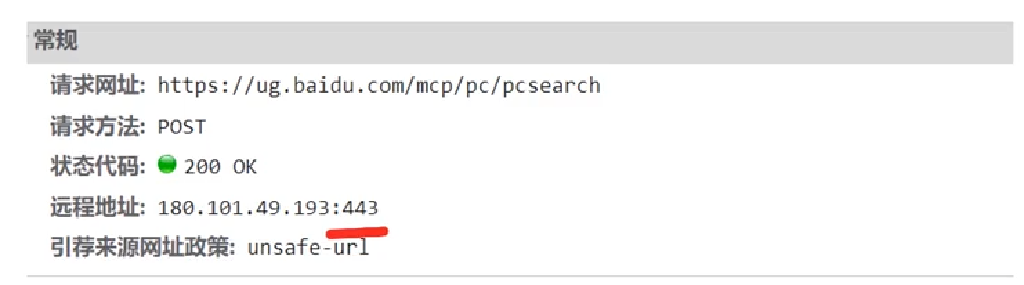 常规
请求网址: https://ug.baidu.com/mcp/pc/pcsearch
请求方法: POST
状态代码: 200 OK
远程地址: 180.101.49.193:443
引荐来源网址政策: unsafe-url